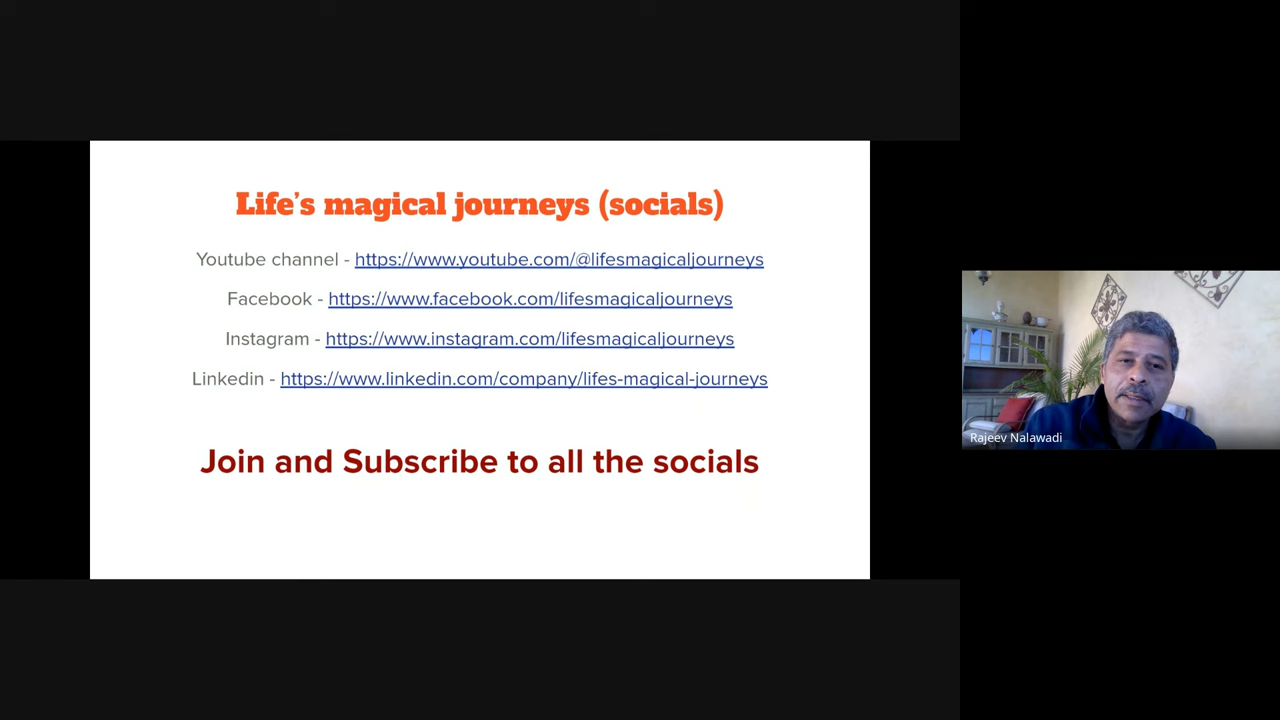 Life's magical journeys (socials)
Youtube channel - https://www.youtube.com/@lifesmagicaljourneys
Facebook - https://www.facebook.com/lifesmagicaljourneys
Instagram - https://www.instagram.com/lifesmagicaljourneys
Linkedin - https://www.linkedin.com/company/lifes-magical-journeys
Join and Subscribe to all the socials
Rajeev Nalawadi